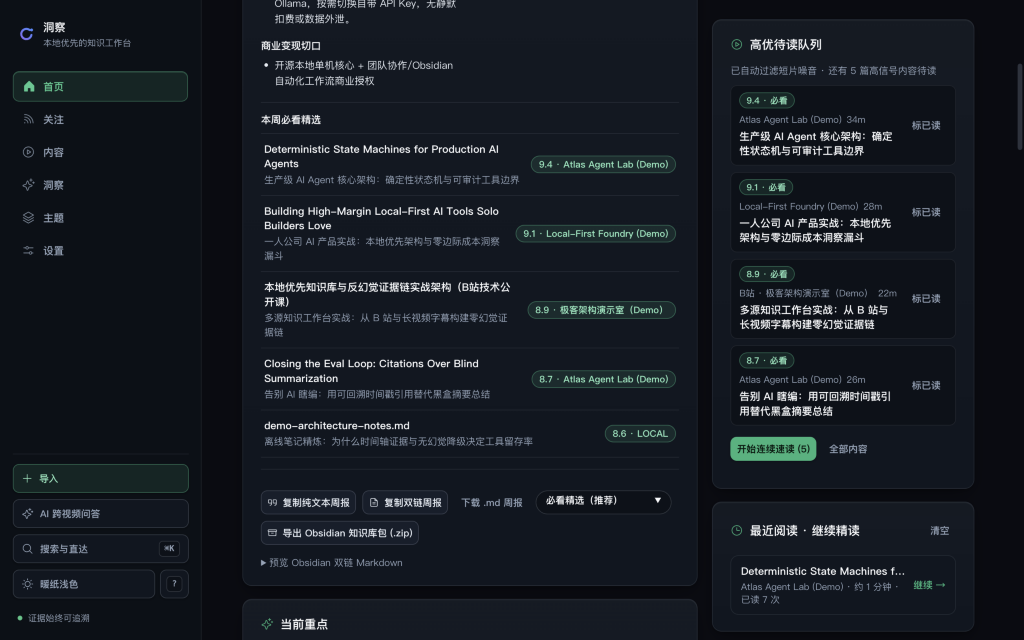 洞察
本地优先的知识工作台
首页
关注
内容
洞察
主题
设置
导入
AI 跨视频问答
搜索与直达
⌘K
暖纸浅色
?
证据始终可追溯
Ollama，按需切换自带 API Key，无静默
扣费或数据外泄。
商业变现切口
• 开源本地单机核心 + 团队协作/Obsidian
自动化工作流商业授权
本周必看精选
Deterministic State Machines for Production AI
Agents
生产级 AI Agent 核心架构：确定性状态机与可审计工具边界
9.4 · Atlas Agent Lab (Demo)
Building High-Margin Local-First AI Tools Solo
Builders Love
一人公司 AI 产品实战：本地优先架构与零边际成本洞察
漏斗
9.1 · Local-First Foundry (Demo)
本地优先知识库与反幻觉证据链实战架构（B站技术公
开课）
多源知识工作台实战：从 B 站与长视频字幕构建零幻觉证
据链
8.9 · 极客架构演示室（Demo）
Closing the Eval Loop: Citations Over Blind
Summarization
告别 AI 瞎编：用可回溯时间戳引用替代黑盒摘要总结
8.7 · Atlas Agent Lab (Demo)
demo-architecture-notes.md
离线笔记精炼：为什么时间轴证据与无幻觉降级决定工具留存率
8.6 · LOCAL
复制纯文本周报
复制双链周报
下载 .md 周报
必看精选（推荐）
导出 Obsidian 知识库包 (.zip)
预览 Obsidian 双链 Markdown
当前重点
高优待读队列
已自动过滤短片噪音 · 还有 5 篇高信号内容待读
9.4 · 必看
Atlas Agent Lab (Demo) 34m
生产级 AI Agent 核心架构：确定
性状态机与可审计工具边界
标已读
9.1 · 必看
Local-First Foundry (Demo) 28m
一人公司 AI 产品实战：本地优先
架构与零边际成本洞察漏斗
标已读
8.9 · 必看
B站 · 极客架构演示室（Demo） 22m
多源知识工作台实战：从 B 站与
长视频字幕构建零幻觉证据链
标已读
8.7 · 必看
Atlas Agent Lab (Demo) 26m
告别 AI 瞎编：用可回溯时间戳引
用替代黑盒摘要总结
标已读
开始连续速读 (5)
全部内容
最近阅读 · 继续精读
清空
Deterministic State Machines f...
Atlas Agent Lab (Demo) · 约 1 分钟 ·
已读 7 次
继续 →